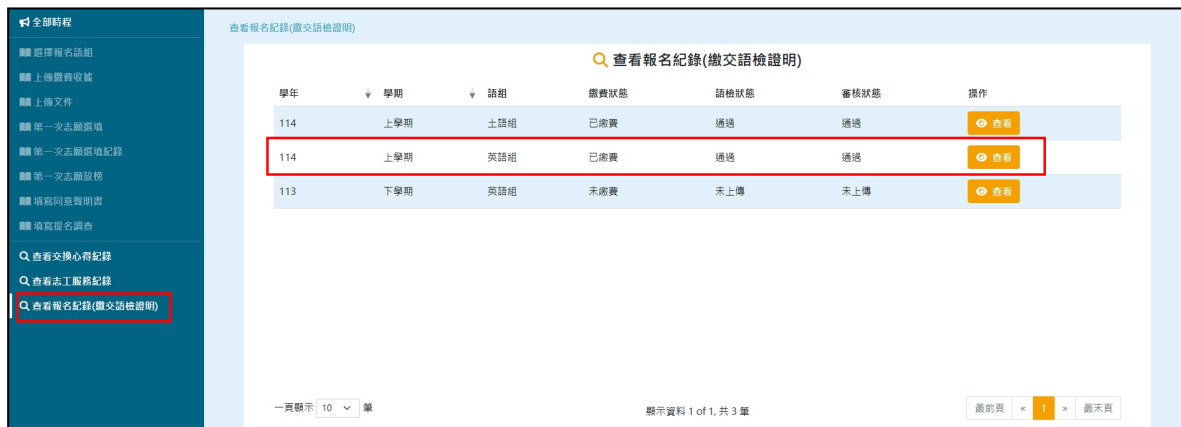 全部時程
選擇報名語組
上傳繳費收據
上傳文件
第一次志願選填
第一次志願選填紀錄
第一次志願放榜
填寫同意聲明書
填寫提名調查
查看交換心得紀錄
查看志工服務紀錄
查看報名紀錄(繳交語檢證明)
查看報名紀錄(繳交語檢證明)
查看報名紀錄(繳交語檢證明)
學年 學期 語組 繳費狀態 語檢狀態 審核狀態 操作
114 上學期 土語組 已繳費 通過 通過 查看
114 上學期 英語組 已繳費 通過 通過 查看
113 下學期 英語組 未繳費 未上傳 未上傳 查看
一頁顯示 10 筆 顯示資料 1 of 1, 共 3 筆 最前頁 « 1 » 最末頁